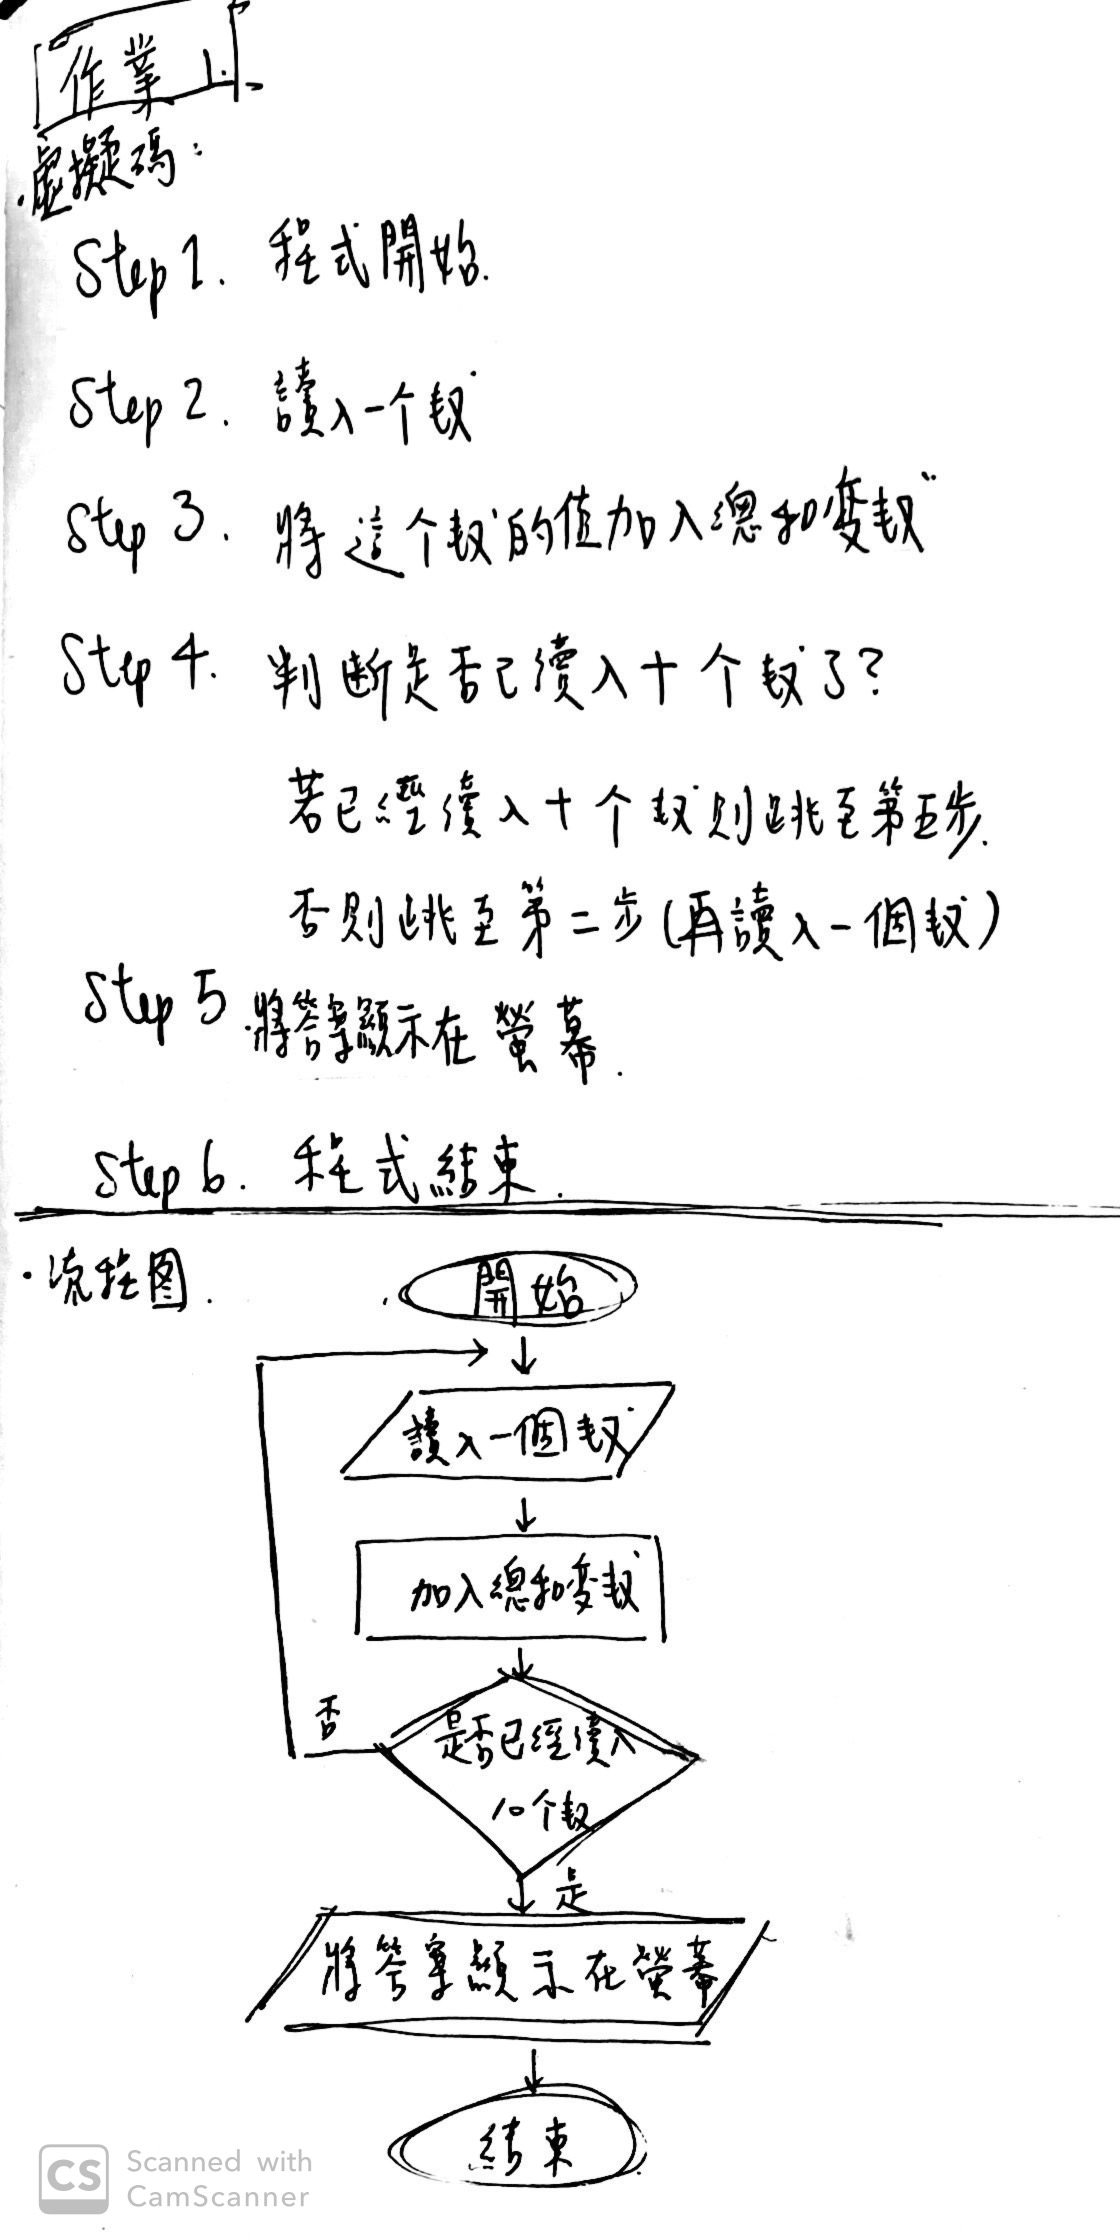 作業1.
·虛擬碼:
Step 1. 程式開始.
Step 2. 讀入一个数
Step 3. 將這个数的值加入總和变数
Step 4. 判斷是否已續入十个数了?
若已經續入十个数則跳至第五步.
否則跳至第二步(再讀入一個数)
Step 5.將答案顯示在螢幕.
Step 6. 程式結束.
·流程图.
開始
讀入一個数
加入總和变数
否
是否已經續入
10个数
是
將答案顯示在螢幕
結束
CS
Scanned with
CamScanner